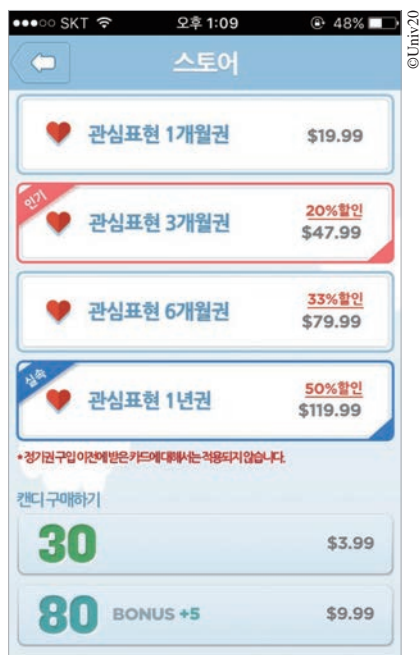 SKT 오후 1:09 48%
스토어
관심표현 1개월권 $19.99
인기
관심표현 3개월권 20%할인 $47.99
관심표현 6개월권 33%할인 $79.99
실속
관심표현 1년권 50%할인 $119.99
*정기권 구입 이전에 받은 카드에 대해서는 적용되지 않습니다.
캔디 구매하기
30 $3.99
80 BONUS +5 $9.99
©Univ20